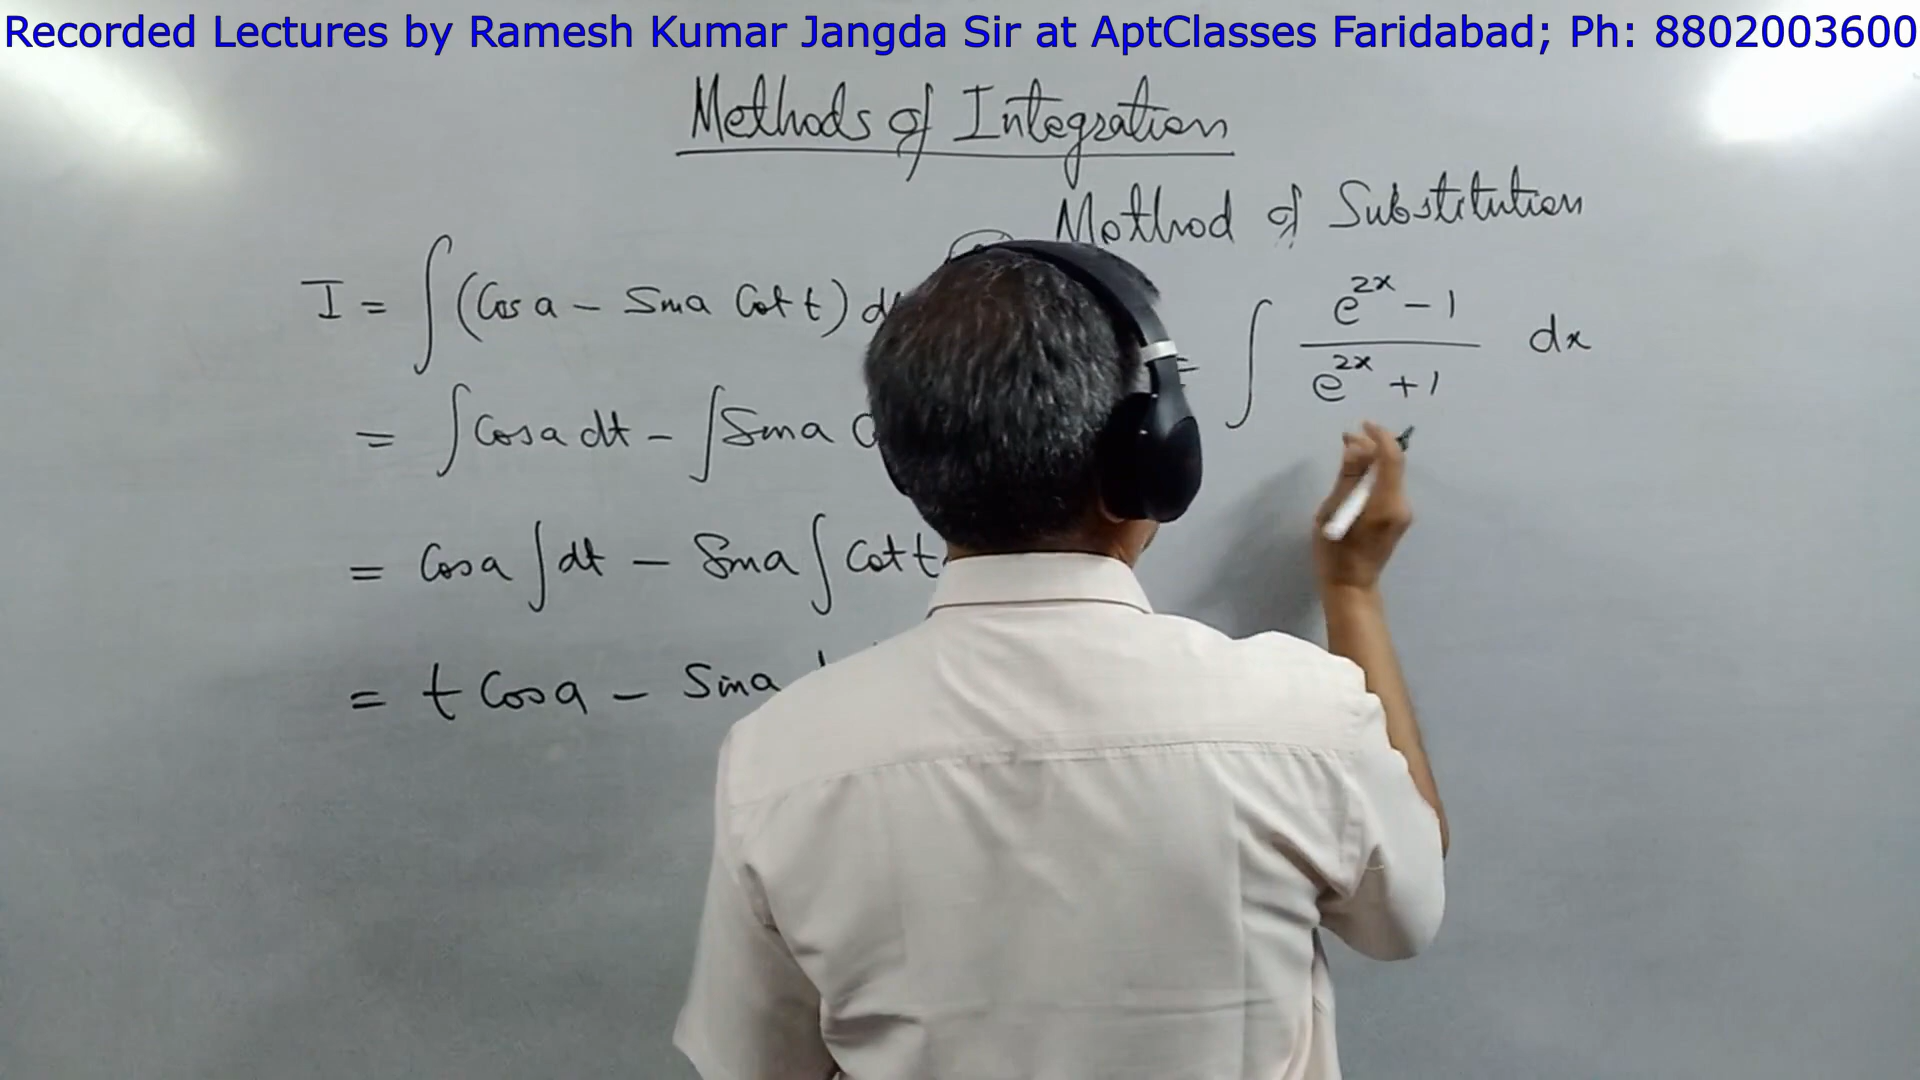 Recorded Lectures by Ramesh Kumar Jangda Sir at AptClasses Faridabad; Ph: 8802003600
Methods of Integration
Method of Substitution
I = ∫(Cos a − Sin a Cot t) d
= ∫Cos a dt − ∫Sin a
= Cos a ∫dt − Sin a ∫Cot t
= t Cos a − Sin a
= ∫ (e^{2x} − 1)/(e^{2x} + 1) dx